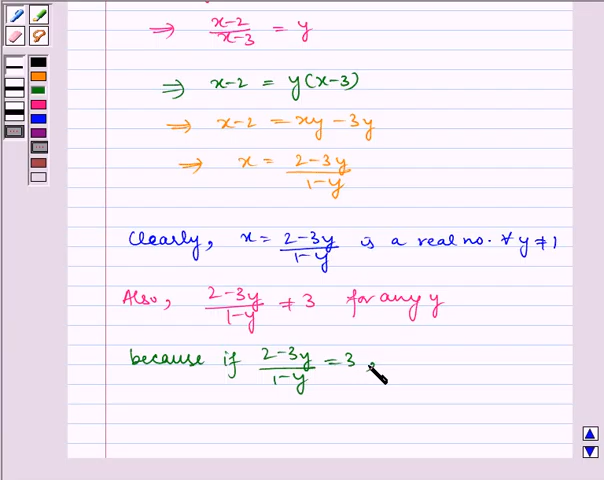 ⇒ x-2/x-3 = y
⇒ x-2 = y(x-3)
⇒ x-2 = xy-3y
⇒ x = 2-3y/1-y
Clearly, x = 2-3y/1-y is a real no. ∀ y ≠ 1
Also, 2-3y/1-y ≠ 3 for any y
because if 2-3y/1-y = 3